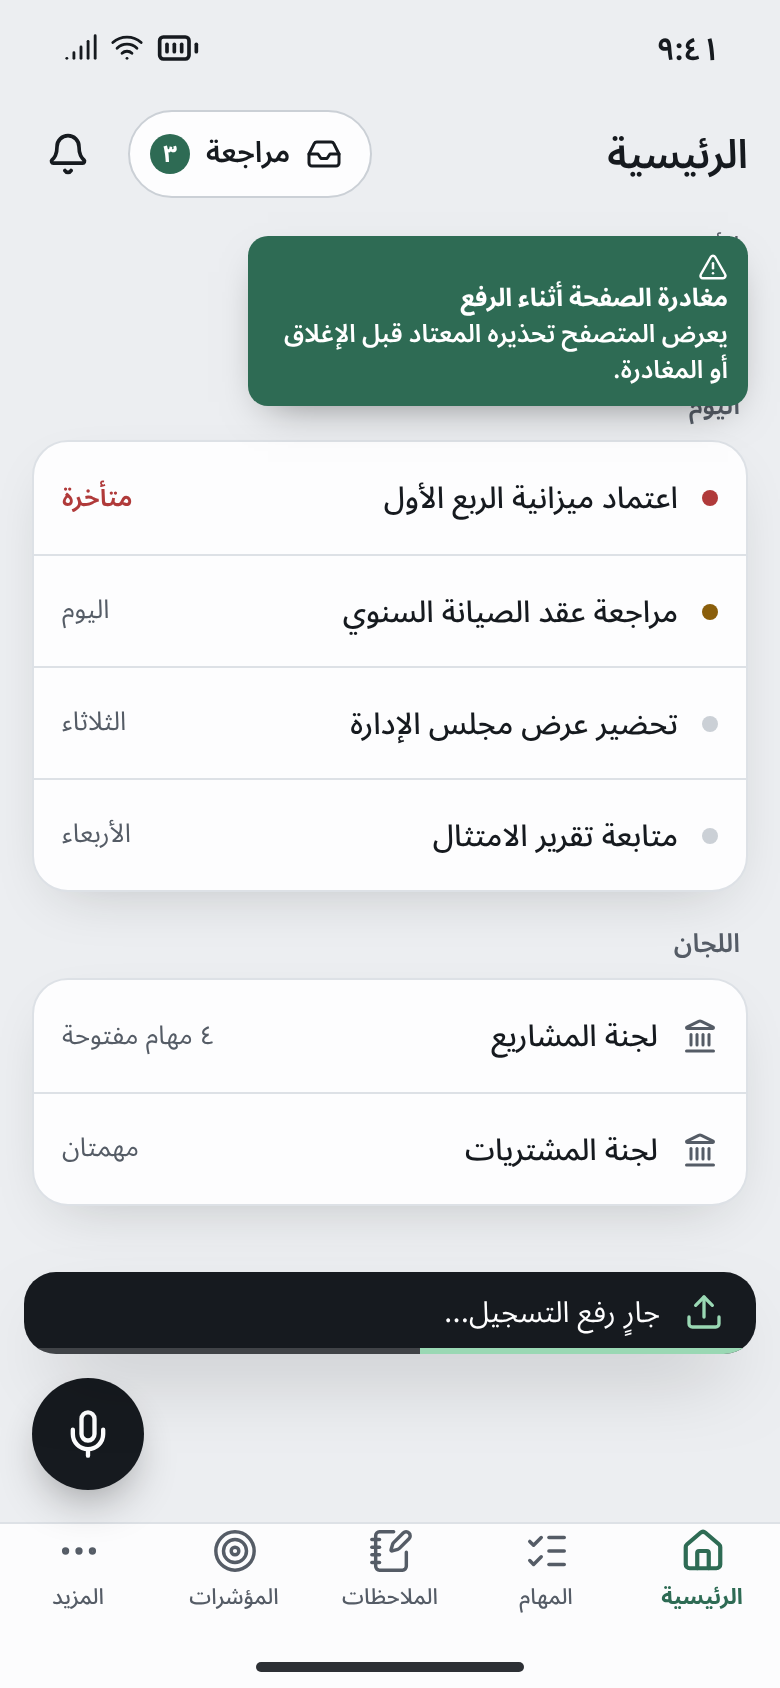 ٩:٤١
الرئيسية
مراجعة ٣
مغادرة الصفحة أثناء الرفع
يعرض المتصفح تحذيره المعتاد قبل الإغلاق
أو المغادرة.
اليوم
اعتماد ميزانية الربع الأول متأخرة
مراجعة عقد الصيانة السنوي اليوم
تحضير عرض مجلس الإدارة الثلاثاء
متابعة تقرير الامتثال الأربعاء
اللجان
لجنة المشاريع ٤ مهام مفتوحة
لجنة المشتريات مهمتان
جارٍ رفع التسجيل...
الرئيسية المهام الملاحظات المؤشرات المزيد